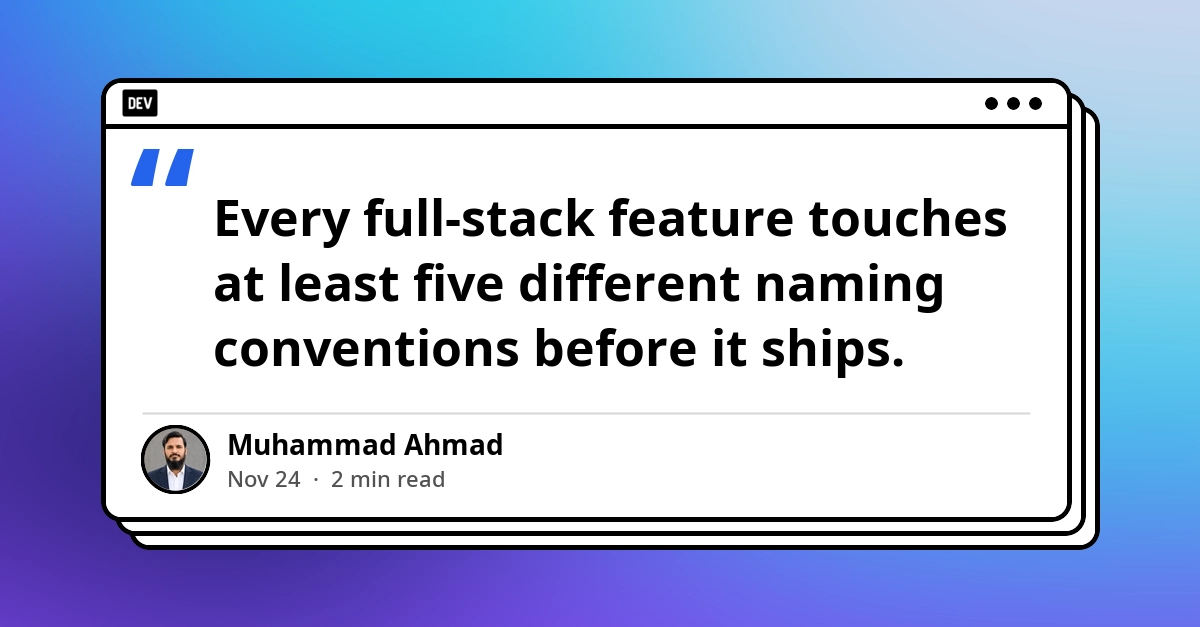 DEV
“
Every full-stack feature touches
at least five different naming
conventions before it ships.
Muhammad Ahmad
Nov 24 · 2 min read